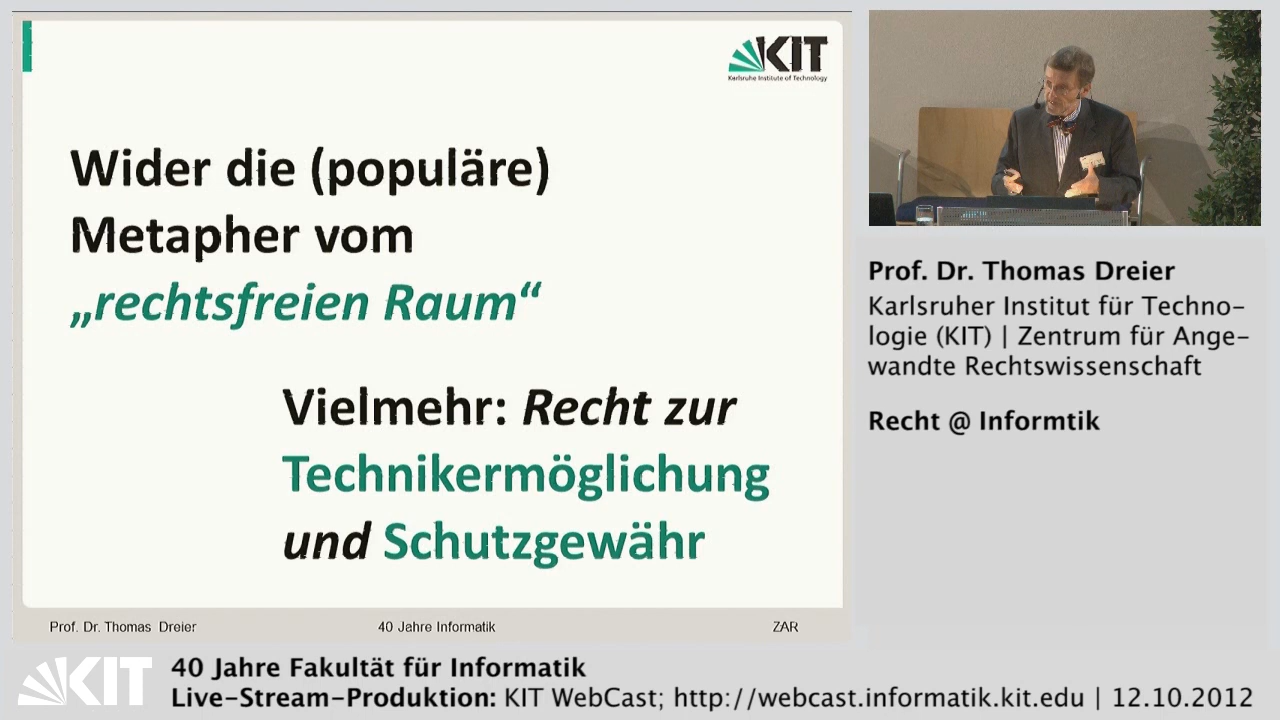 KIT
Karlsruhe Institute of Technology
Wider die (populäre)
Metapher vom
„rechtsfreien Raum“
Vielmehr: Recht zur
Technikermöglichung
und Schutzgewähr
Prof. Dr. Thomas Dreier
40 Jahre Informatik
ZAR
Prof. Dr. Thomas Dreier
Karlsruher Institut für Techno-
logie (KIT) | Zentrum für Ange-
wandte Rechtswissenschaft
Recht @ Informtik
KIT
40 Jahre Fakultät für Informatik
Live-Stream-Produktion: KIT WebCast; http://webcast.informatik.kit.edu | 12.10.2012